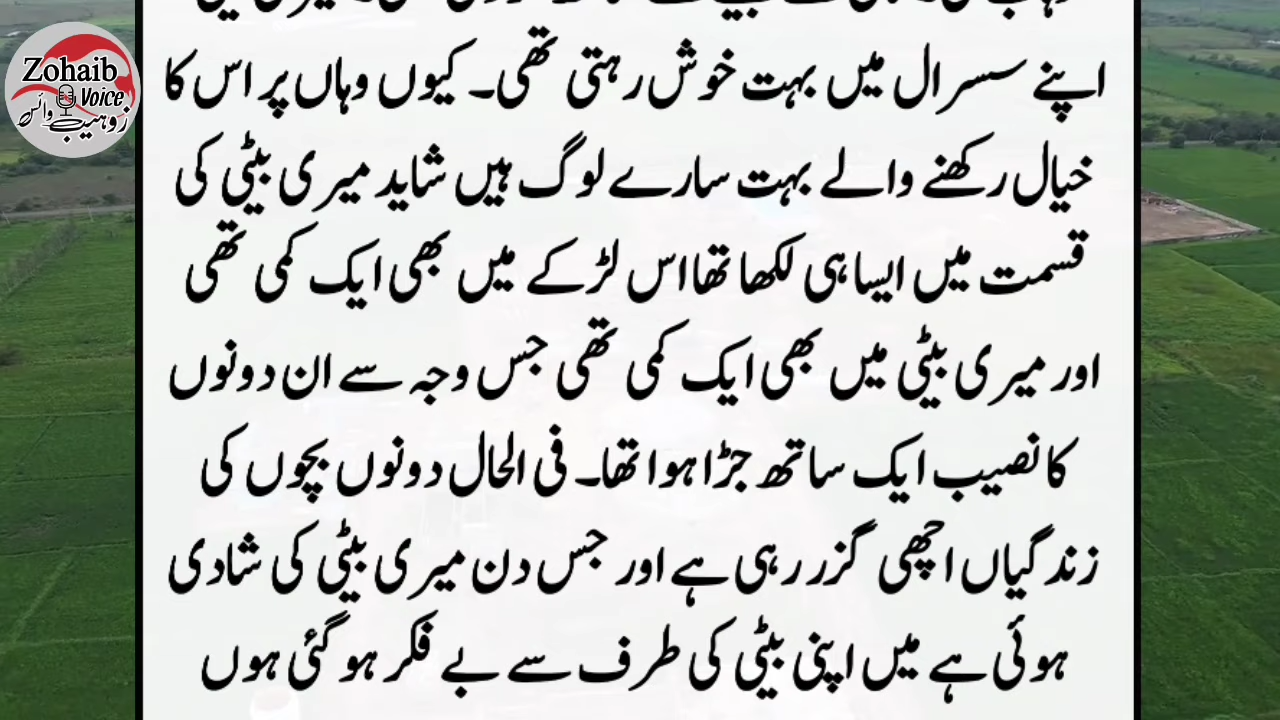 Zohaib
Voice
زوہیب وائس
اپنے سسرال میں بہت خوش رہتی تھی۔ کیوں وہاں پر اس کا
خیال رکھنے والے بہت سارے لوگ ہیں شاید میری بیٹی کی
قسمت میں ایسا ہی لکھا تھا اس لڑکے میں بھی ایک کمی تھی
اور میری بیٹی میں بھی ایک کمی تھی جس وجہ سے ان دونوں
کا نصیب ایک ساتھ جڑا ہوا تھا۔ فی الحال دونوں بچوں کی
زندگیاں اچھی گزر رہی ہے اور جس دن میری بیٹی کی شادی
ہوئی ہے میں اپنی بیٹی کی طرف سے بے فکر ہو گئی ہوں